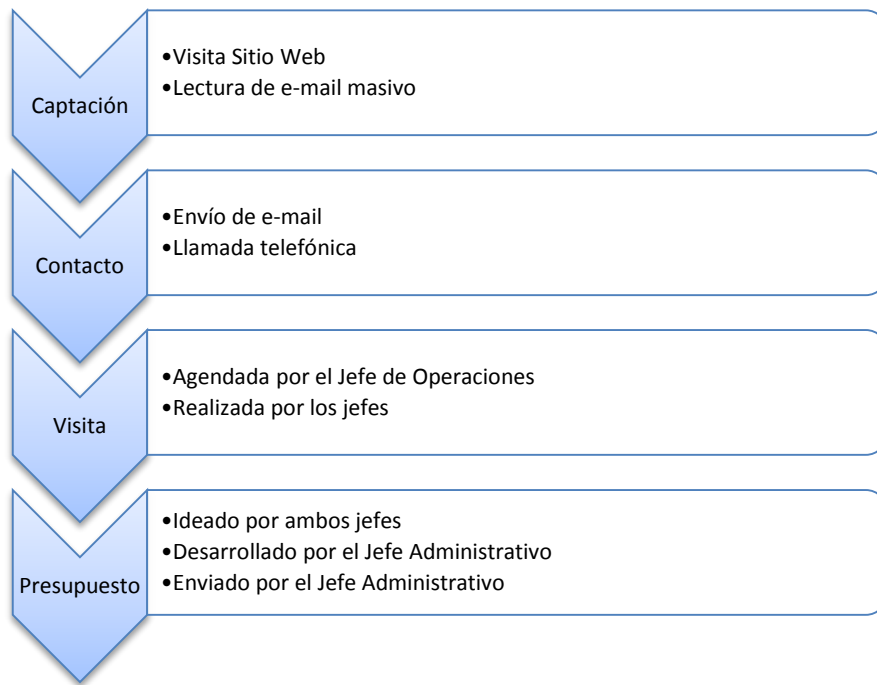 Captación
•Visita Sitio Web
•Lectura de e-mail masivo
Contacto
•Envío de e-mail
•Llamada telefónica
Visita
•Agendada por el Jefe de Operaciones
•Realizada por los jefes
Presupuesto
•Ideado por ambos jefes
•Desarrollado por el Jefe Administrativo
•Enviado por el Jefe Administrativo